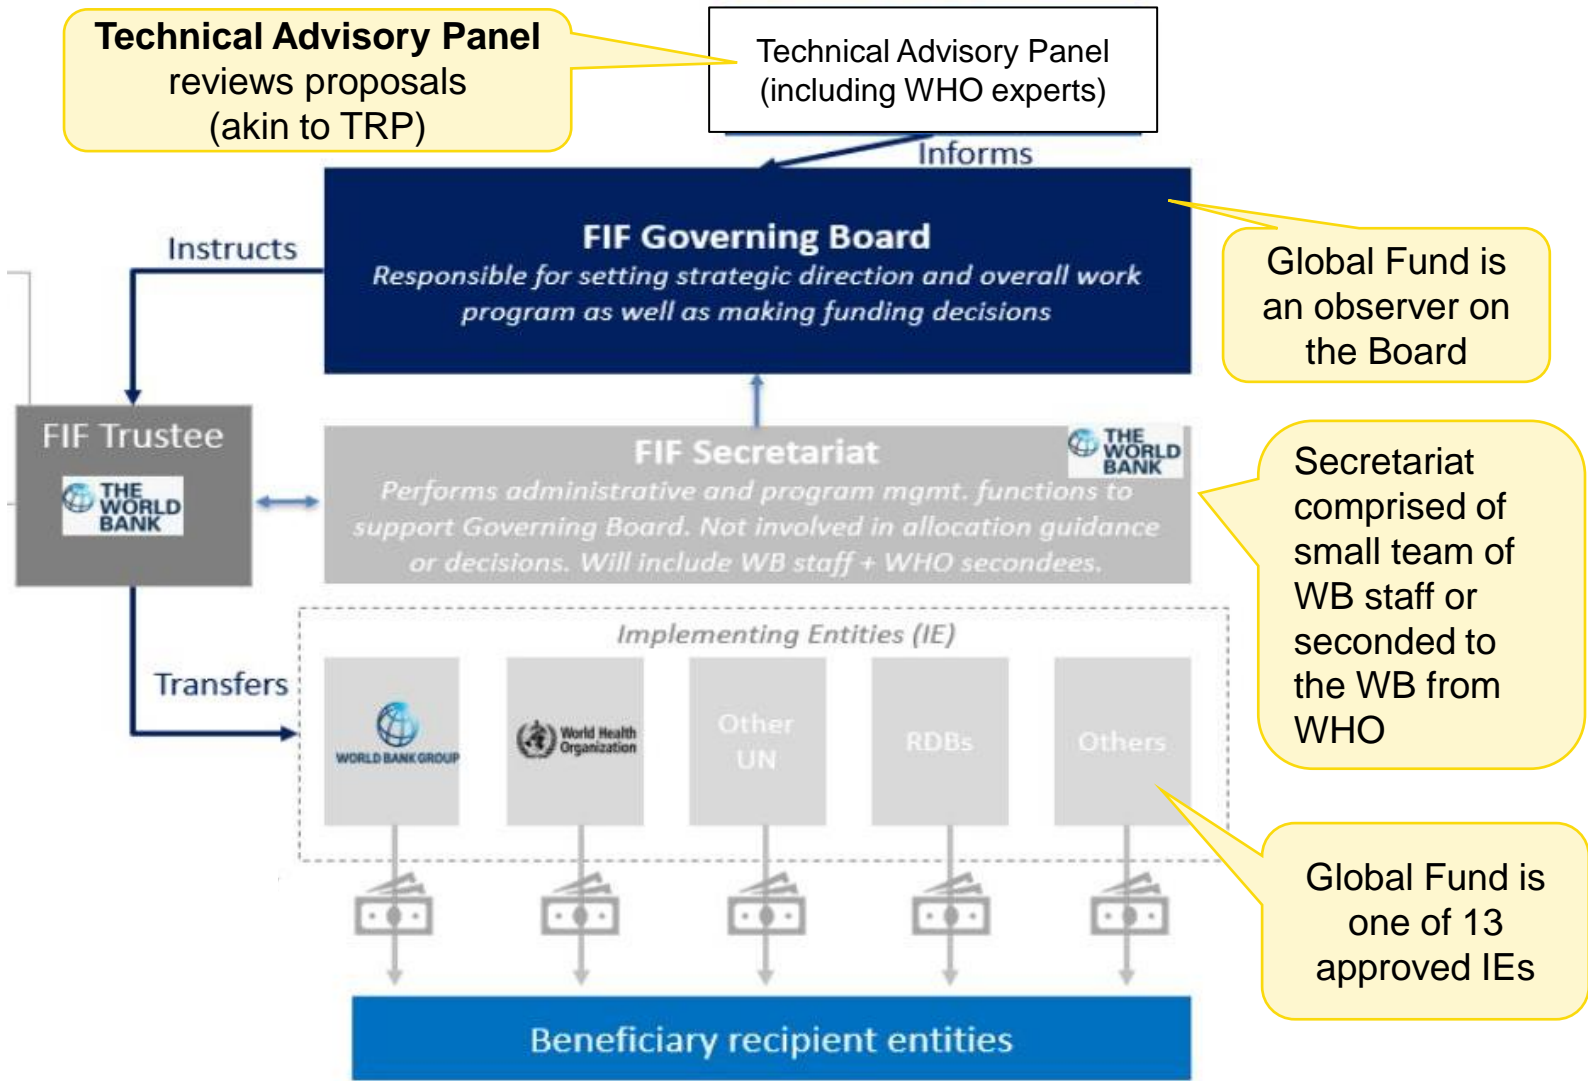 Technical Advisory Panel
reviews proposals
(akin to TRP)
Technical Advisory Panel
(including WHO experts)
Informs
FIF Governing Board
Responsible for setting strategic direction and overall work
program as well as making funding decisions
Instructs
Global Fund is
an observer on
the Board
FIF Trustee
THE
WORLD
BANK
FIF Secretariat
THE
WORLD
BANK
Performs administrative and program mgmt. functions to
support Governing Board. Not involved in allocation guidance
or decisions. Will include WB staff + WHO secondees.
Secretariat
comprised of
small team of
WB staff or
seconded to
the WB from
WHO
Transfers
Implementing Entities (IE)
WORLD BANK GROUP
World Health
Organization
Other
UN
RDBs
Others
Global Fund is
one of 13
approved IEs
Beneficiary recipient entities